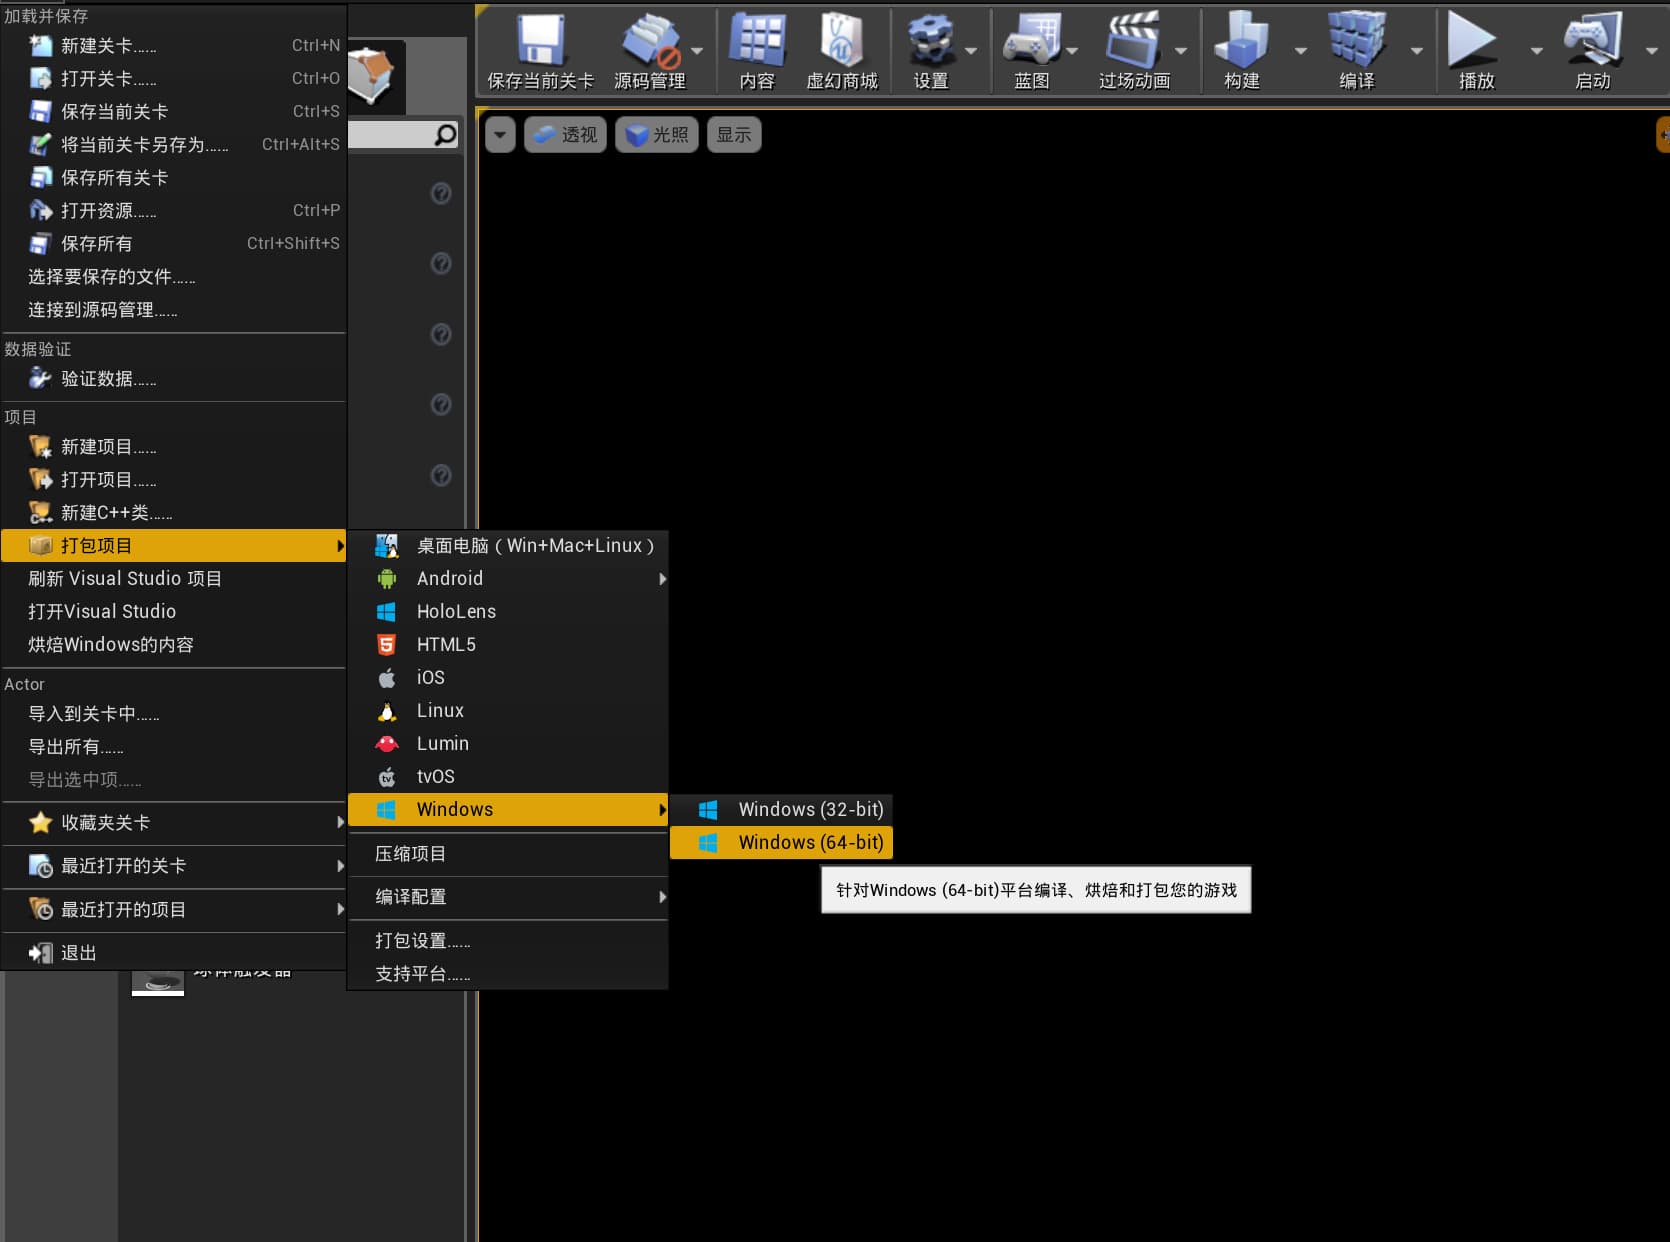 加载并保存
新建关卡...... Ctrl+N
打开关卡...... Ctrl+O
保存当前关卡 Ctrl+S
将当前关卡另存为...... Ctrl+Alt+S
保存所有关卡
打开资源...... Ctrl+P
保存所有 Ctrl+Shift+S
选择要保存的文件......
连接到源码管理......
数据验证
验证数据......
项目
新建项目......
打开项目......
新建C++类......
打包项目
刷新 Visual Studio 项目
打开Visual Studio
烘焙Windows的内容
Actor
导入到关卡中......
导出所有......
导出选中项......
收藏夹关卡
最近打开的关卡
最近打开的项目
退出
球体触发器
桌面电脑（Win+Mac+Linux）
Android
HoloLens
HTML5
iOS
Linux
Lumin
tvOS
Windows
压缩项目
编译配置
打包设置......
支持平台......
Windows (32-bit)
Windows (64-bit)
针对Windows (64-bit)平台编译、烘焙和打包您的游戏
保存当前关卡 源码管理 内容 虚幻商城 设置 蓝图 过场动画 构建 编译 播放 启动
透视 光照 显示